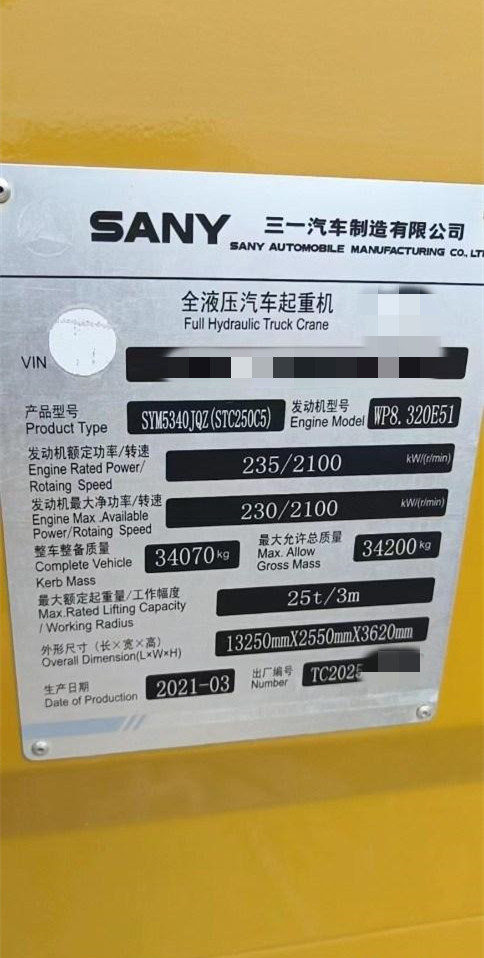 SANY 三一汽车制造有限公司
SANY AUTOMOBILE MANUFACTURING CO., LT
全液压汽车起重机
Full Hydraulic Truck Crane
VIN
产品型号 SYM5340JQZ(STC250C5) 发动机型号 WP8.320E51
Product Type Engine Model
发动机额定功率/转速
Engine Rated Power/ 235/2100 kW/(r/min)
Rotaing Speed
发动机最大净功率/转速
Engine Max .Available 230/2100 kW/(r/min)
Power/Rotaing Speed
整车整备质量 最大允许总质量
Complete Vehicle 34070kg Max. Allow 34200kg
Kerb Mass Gross Mass
最大额定起重量/工作幅度
Max.Rated Lifting Capacity 25t/3m
/ Working Radius
外形尺寸（长×宽×高） 13250mmX2550mmX3620mm
Overall Dimension(L×W×H)
生产日期 2021-03 出厂编号 TC2025
Date of Production Number